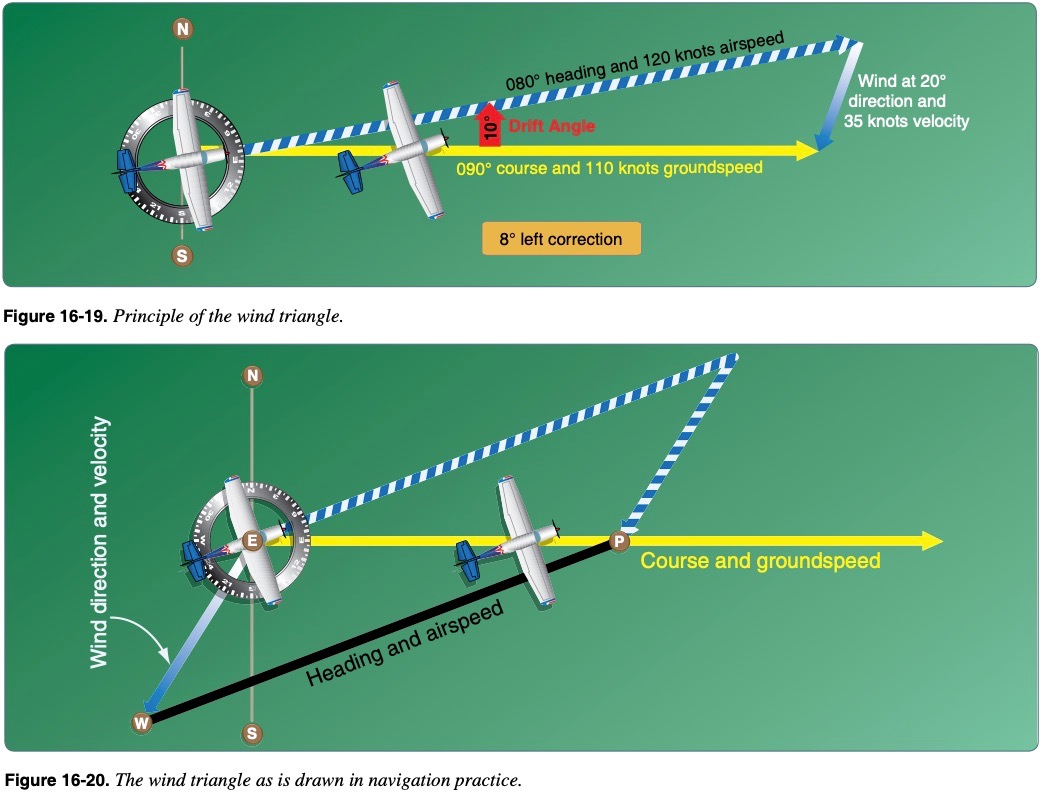 N
080° heading and 120 knots airspeed
Wind at 20°
direction and
35 knots velocity
10°
Drift Angle
090° course and 110 knots groundspeed
8° left correction
S
Figure 16-19. Principle of the wind triangle.
N
Wind direction and velocity
E
P
Course and groundspeed
Heading and airspeed
W
S
Figure 16-20. The wind triangle as is drawn in navigation practice.